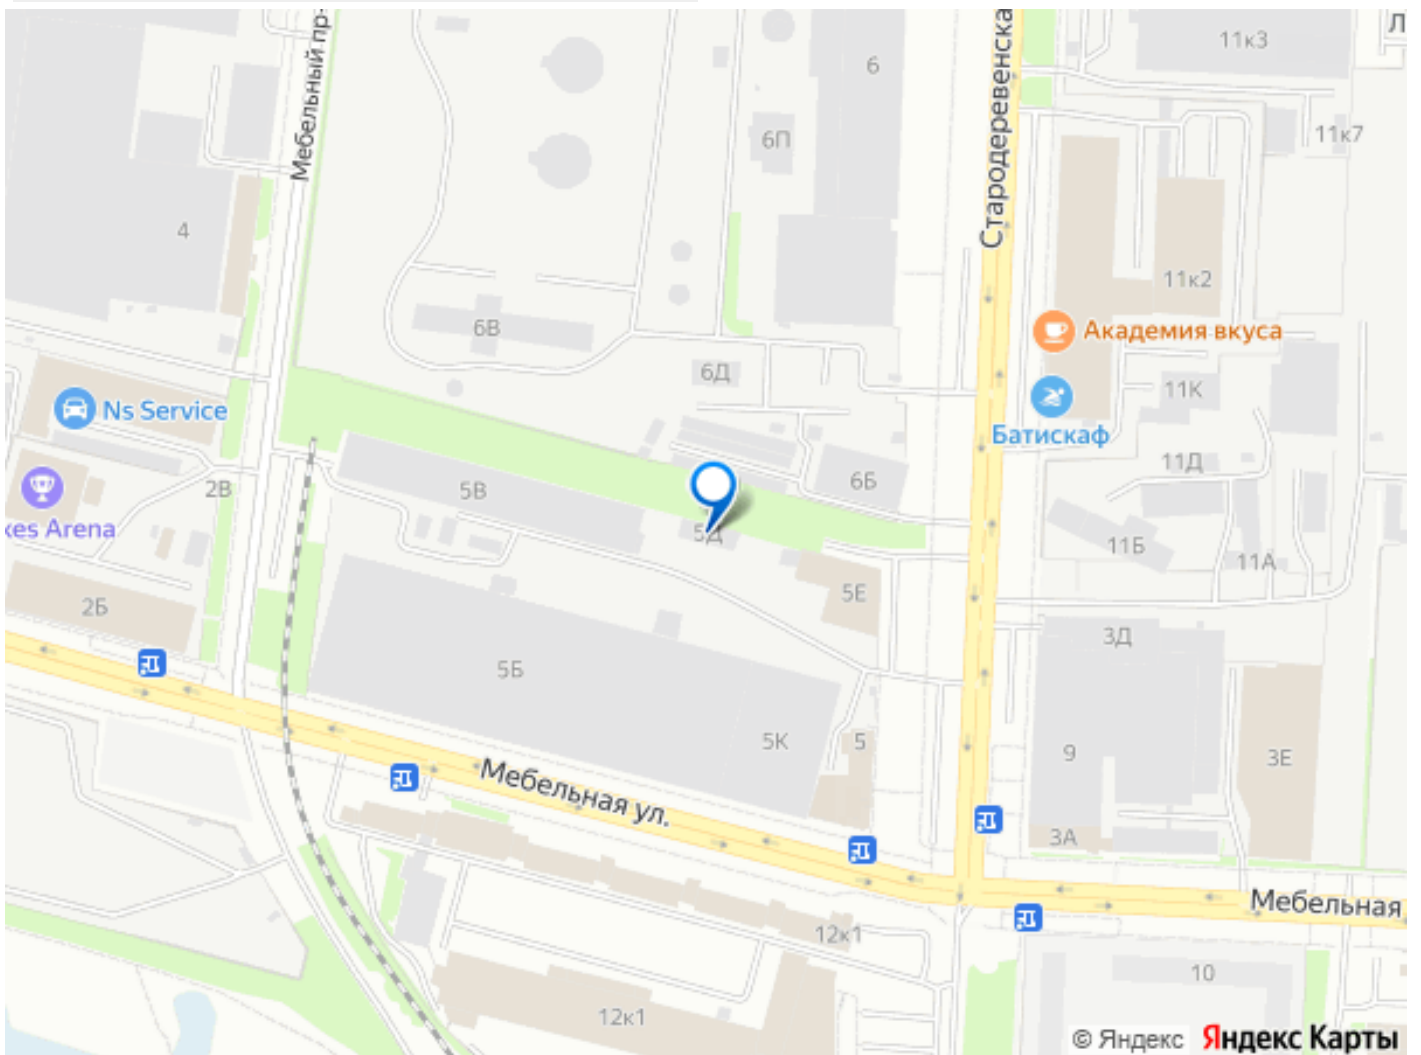 Мебельный пр-
Стародеревенска
Л
11к3
6
6П
11к7
4
11к2
6В
Академия вкуса
6Д
11К
Ns Service
Батискаф
11Д
5В
6Б
2В
kes Arena
5Д
11Б
11А
5Е
2Б
3Д
5Б
5К
5
9
3Е
Мебельная ул.
3А
Мебельная
12к1
10
12к1
© Яндекс Яндекс Карты